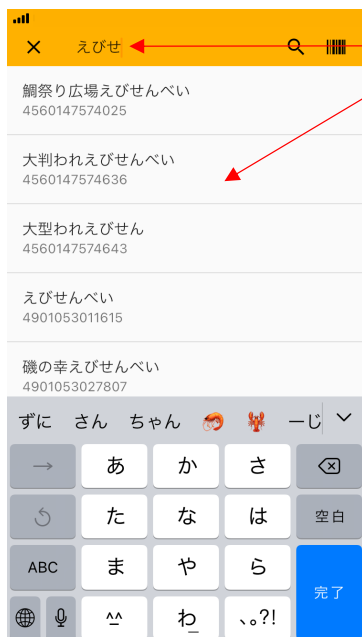 えびせ
鯛祭り広場えびせんべい
4560147574025
大判われえびせんべい
4560147574636
大型われえびせん
4560147574643
えびせんべい
4901053011615
磯の幸えびせんべい
4901053027807
ずに さん ちゃん 🦐 🦞 一じ
→ あ か さ
た な は 空白
ABC ま や ら 完了
^^ わ_ 、。?!